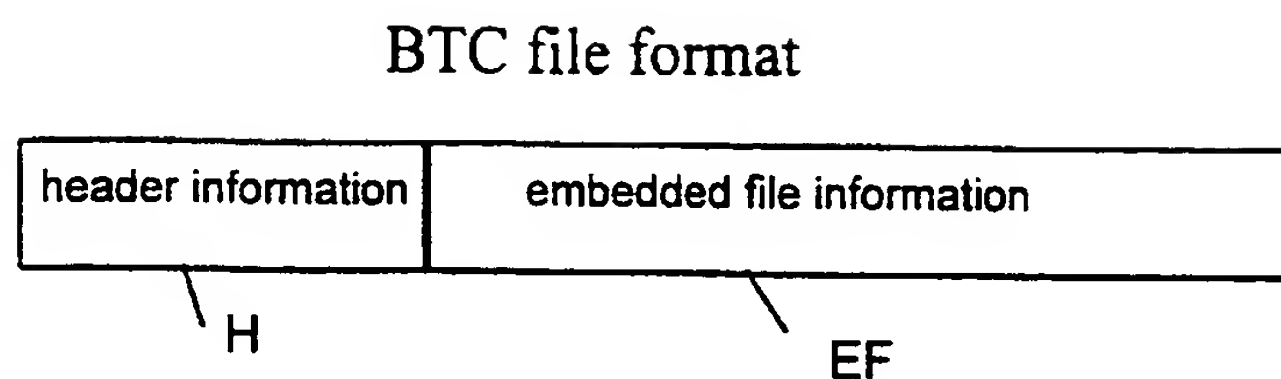 BTC file format
header information
embedded file information
H
EF